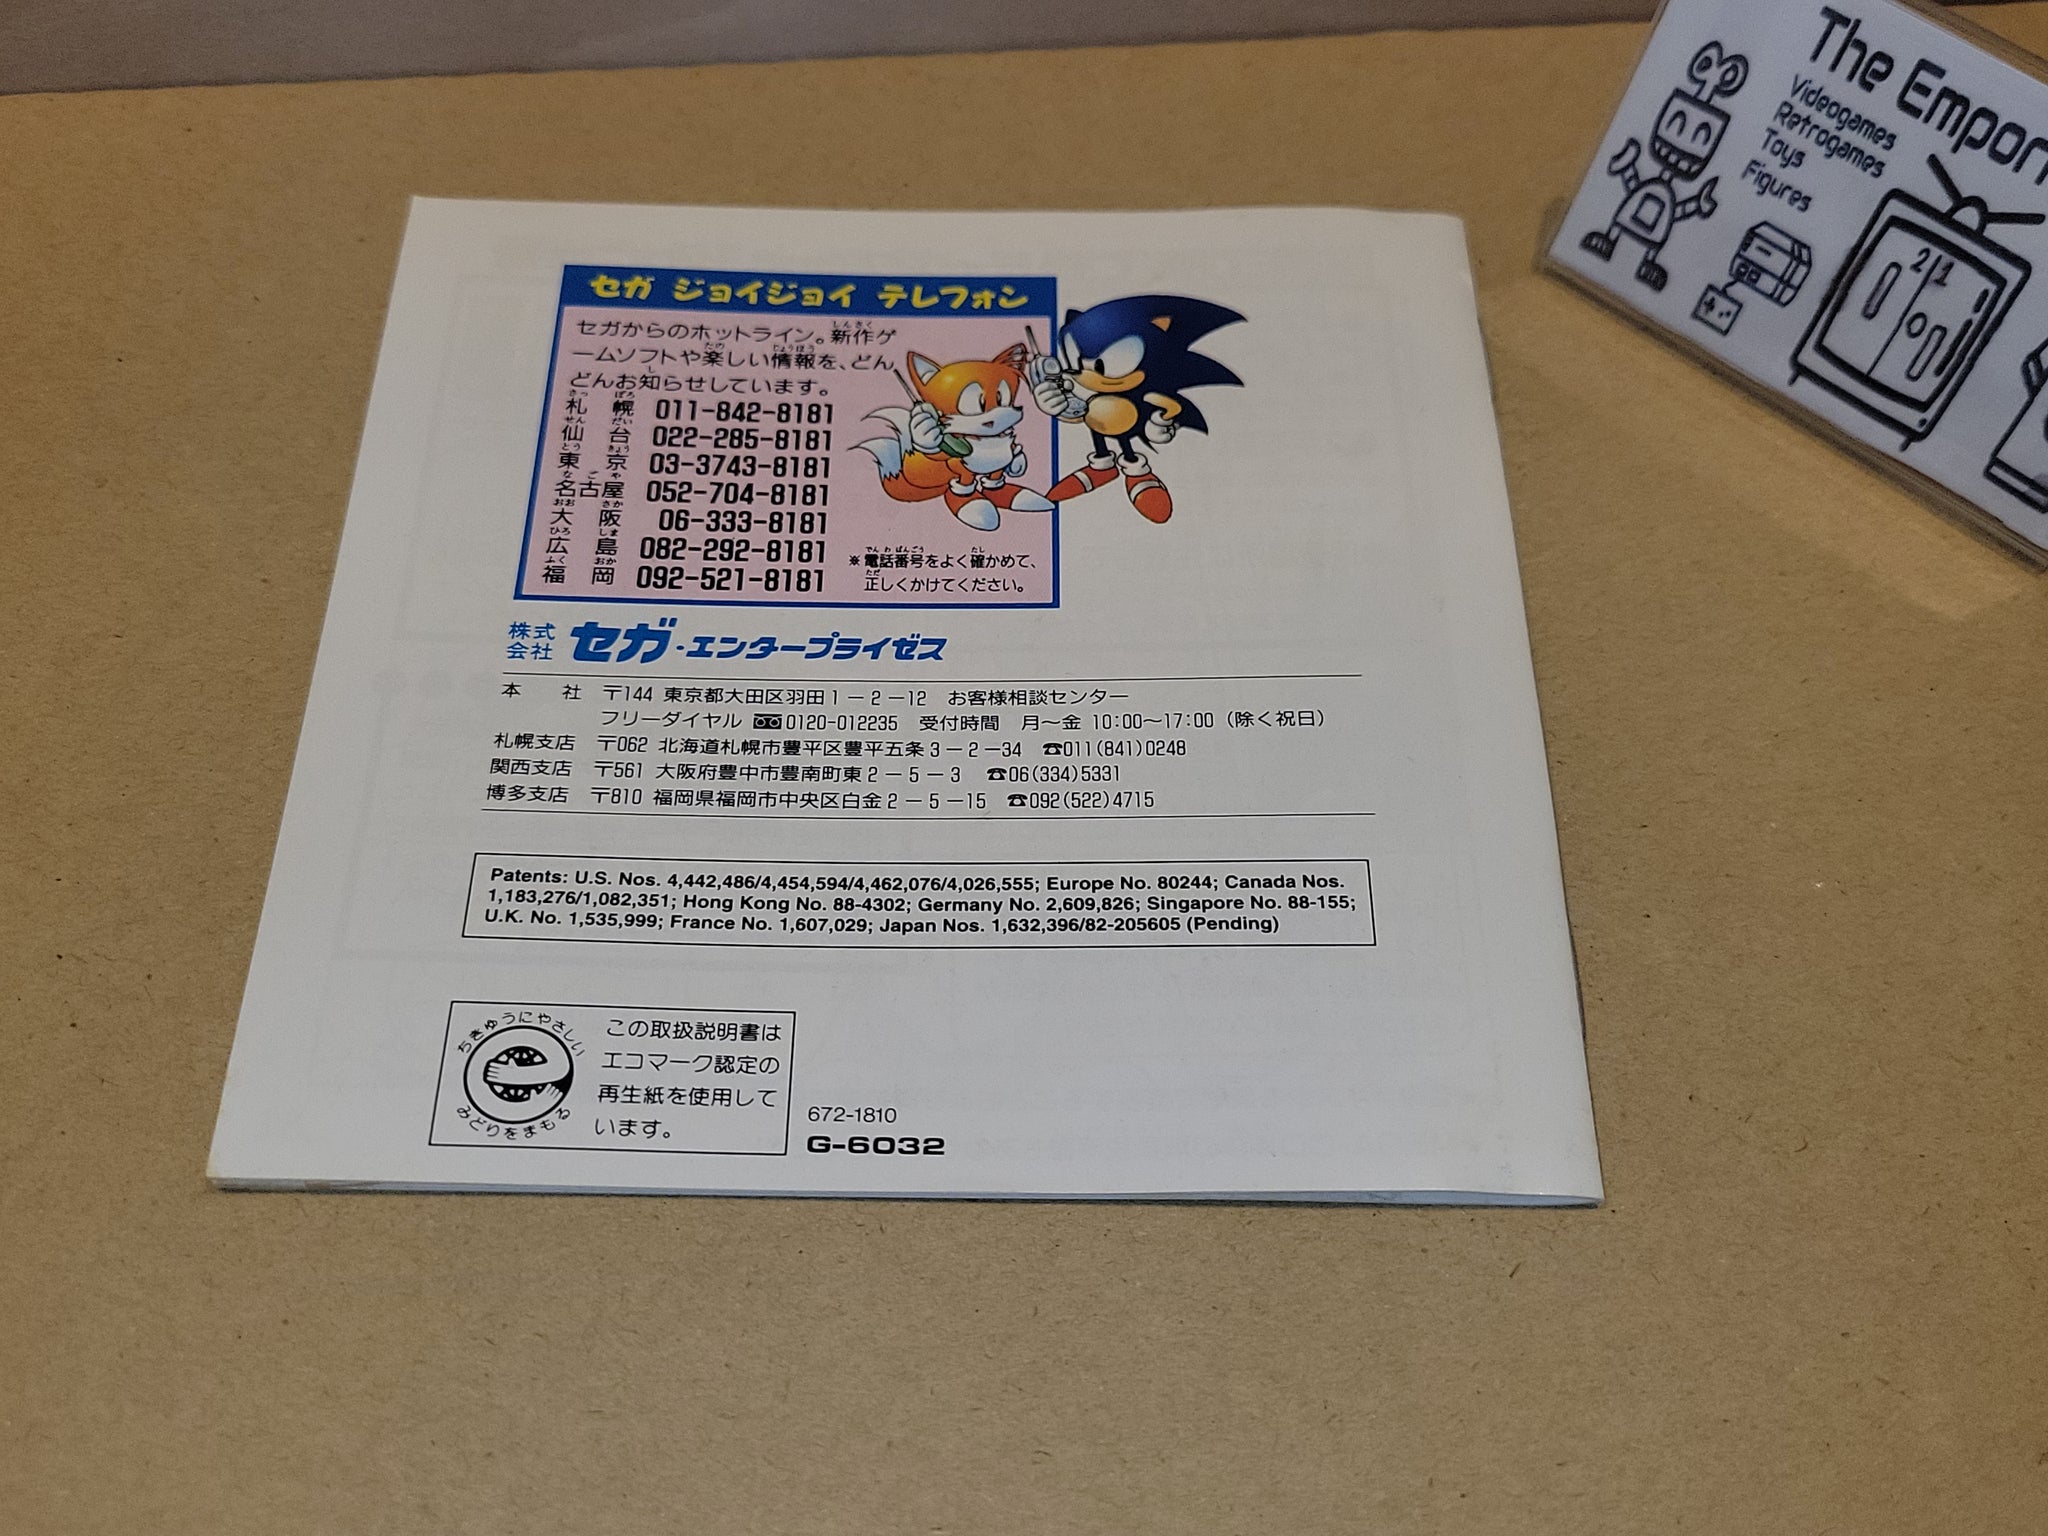 The Empor
Videogames
Retrogames
Toys
Figures
2 1
セガ ジョイジョイ テレフォン
セガからのホットライン。新作ゲ
ームソフトや楽しい情報を、どん
どんお知らせしています。
札幌 011-842-8181
仙台 022-285-8181
東京 03-3743-8181
名古屋 052-704-8181
大阪 06-333-8181
広島 082-292-8181
福岡 092-521-8181
※電話番号をよく確かめて、
正しくかけてください。
株式会社 セガ・エンタープライゼス
本社 〒144 東京都大田区羽田1-2-12 お客様相談センター
フリーダイヤル 0120-012235 受付時間 月〜金 10:00〜17:00（除く祝日）
札幌支店 〒062 北海道札幌市豊平区豊平五条3-2-34 ☎011(841)0248
関西支店 〒561 大阪府豊中市豊南町東2-5-3 ☎06(334)5331
博多支店 〒810 福岡県福岡市中央区白金2-5-15 ☎092(522)4715
Patents: U.S. Nos. 4,442,486/4,454,594/4,462,076/4,026,555; Europe No. 80244; Canada Nos.
1,183,276/1,082,351; Hong Kong No. 88-4302; Germany No. 2,609,826; Singapore No. 88-155;
U.K. No. 1,535,999; France No. 1,607,029; Japan Nos. 1,632,396/82-205605 (Pending)
ちきゅうにやさしい
みどりをまもる
この取扱説明書は
エコマーク認定の
再生紙を使用して
います。
672-1810
G-6032